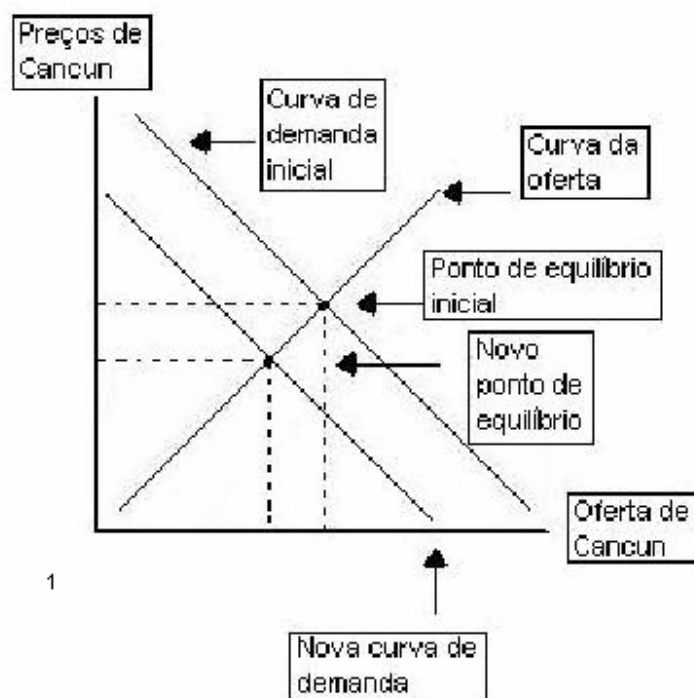 Preços de
Cancun
Curva de
demanda
inicial
Curva da
oferta
Ponto de equilíbrio
inicial
Novo
ponto de
equilíbrio
Oferta de
Cancun
1
Nova curva de
demanda